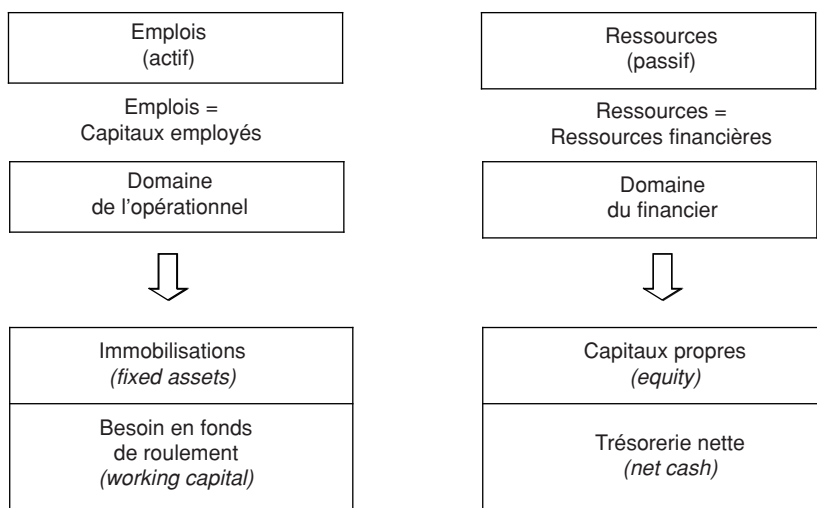 Emplois
(actif)
Emplois =
Capitaux employés
Domaine
de l'opérationnel
Immobilisations
(fixed assets)
Besoin en fonds
de roulement
(working capital)
Ressources
(passif)
Ressources =
Ressources financières
Domaine
du financier
Capitaux propres
(equity)
Trésorerie nette
(net cash)